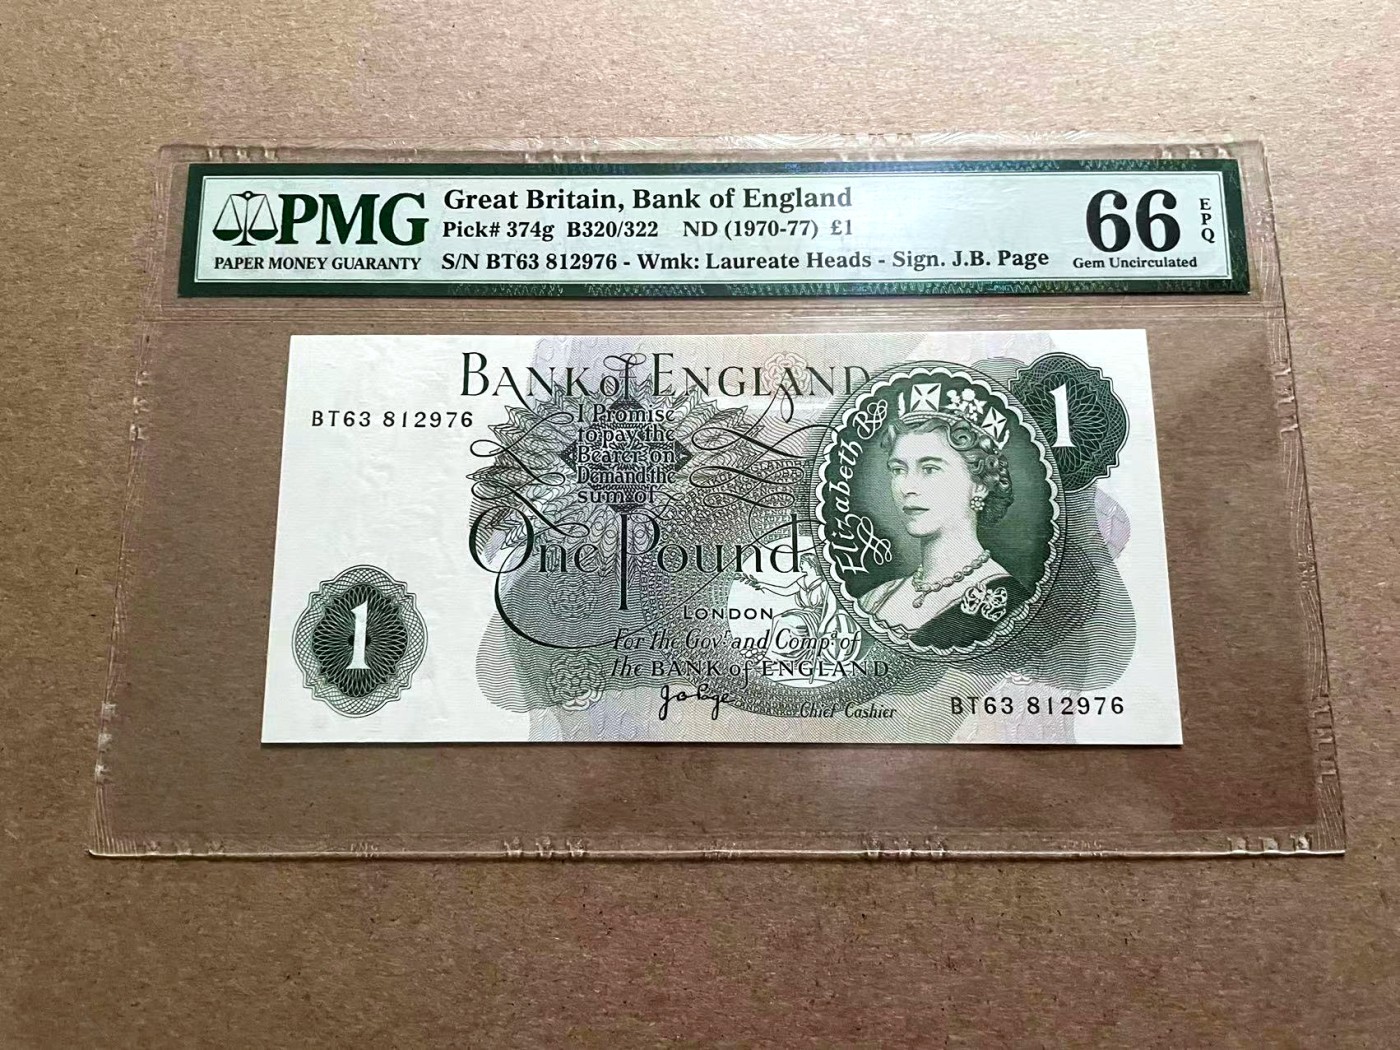 PMG
PAPER MONEY GUARANTY
Great Britain, Bank of England
Pick# 374g B320/322 ND (1970-77) £1
S/N BT63 812976 - Wmk: Laureate Heads - Sign. J.B. Page
66
EPQ
Gem Uncirculated
BANK of ENGLAND
BT63 812976
I Promise
to pay the
Bearer on
Demand the
sum of
One Pound
LONDON
For the Govr. and Compa. of
the BANK of ENGLAND
Chief Cashier
Elizabeth R
1
1
BT63 812976